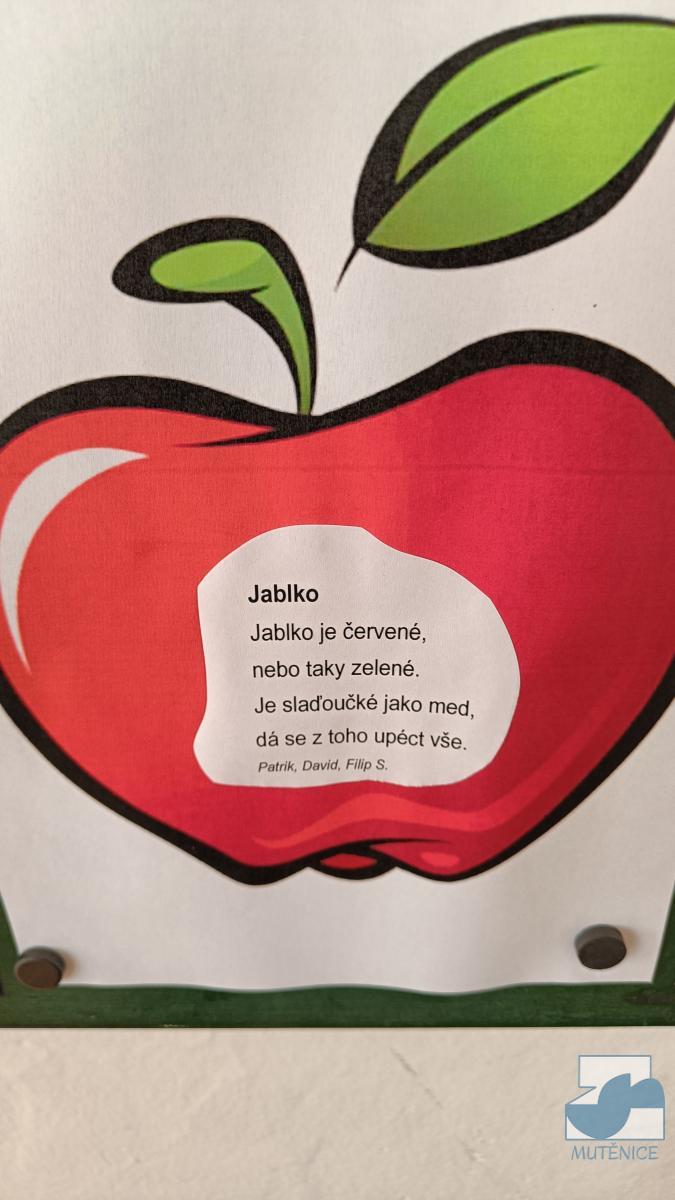 Jablko
Jablko je červené,
nebo taky zelené.
Je slaďoučké jako med,
dá se z toho upéct vše.
Patrik, David, Filip S.
MUTĚNICE